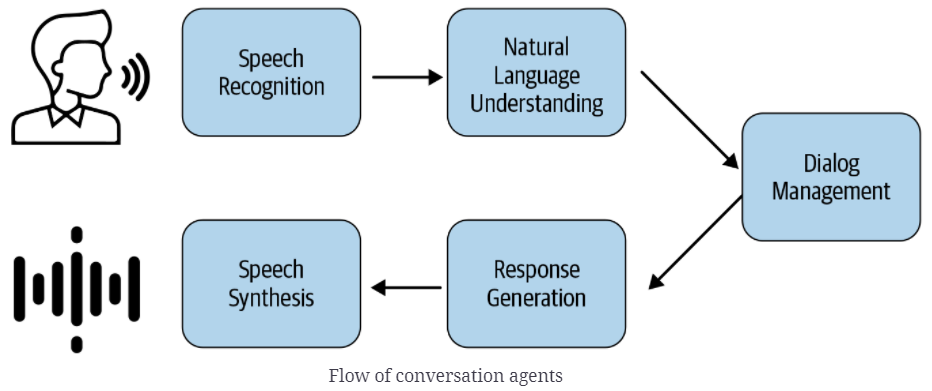 Speech
Recognition
Natural
Language
Understanding
Dialog
Management
Response
Generation
Speech
Synthesis
Flow of conversation agents